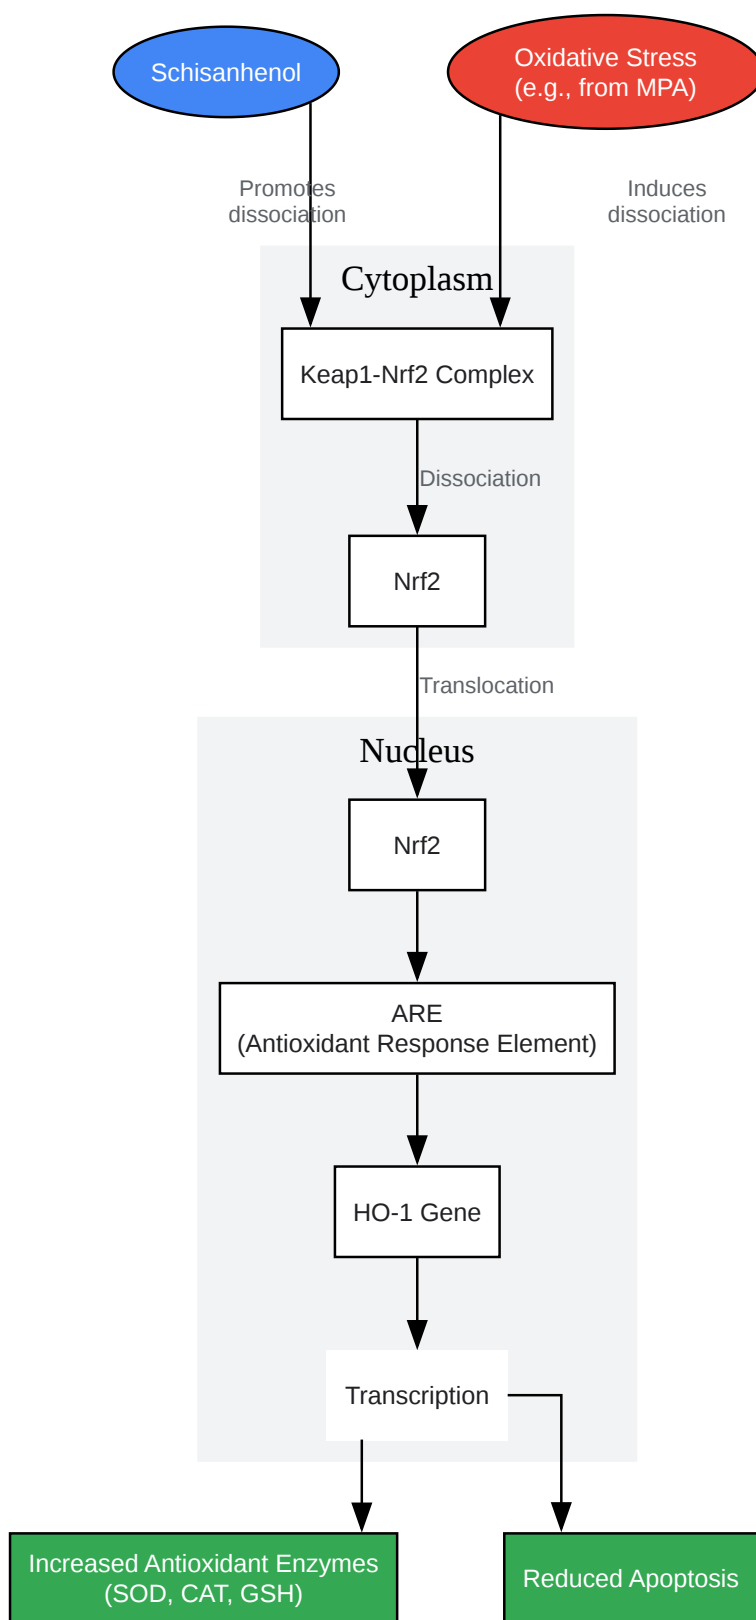 Schisanhenol
Oxidative Stress
(e.g., from MPA)
Promotes
dissociation
Induces
dissociation
Cytoplasm
Keap1-Nrf2 Complex
Dissociation
Nrf2
Translocation
Nucleus
Nrf2
ARE
(Antioxidant Response Element)
HO-1 Gene
Transcription
Increased Antioxidant Enzymes
(SOD, CAT, GSH)
Reduced Apoptosis